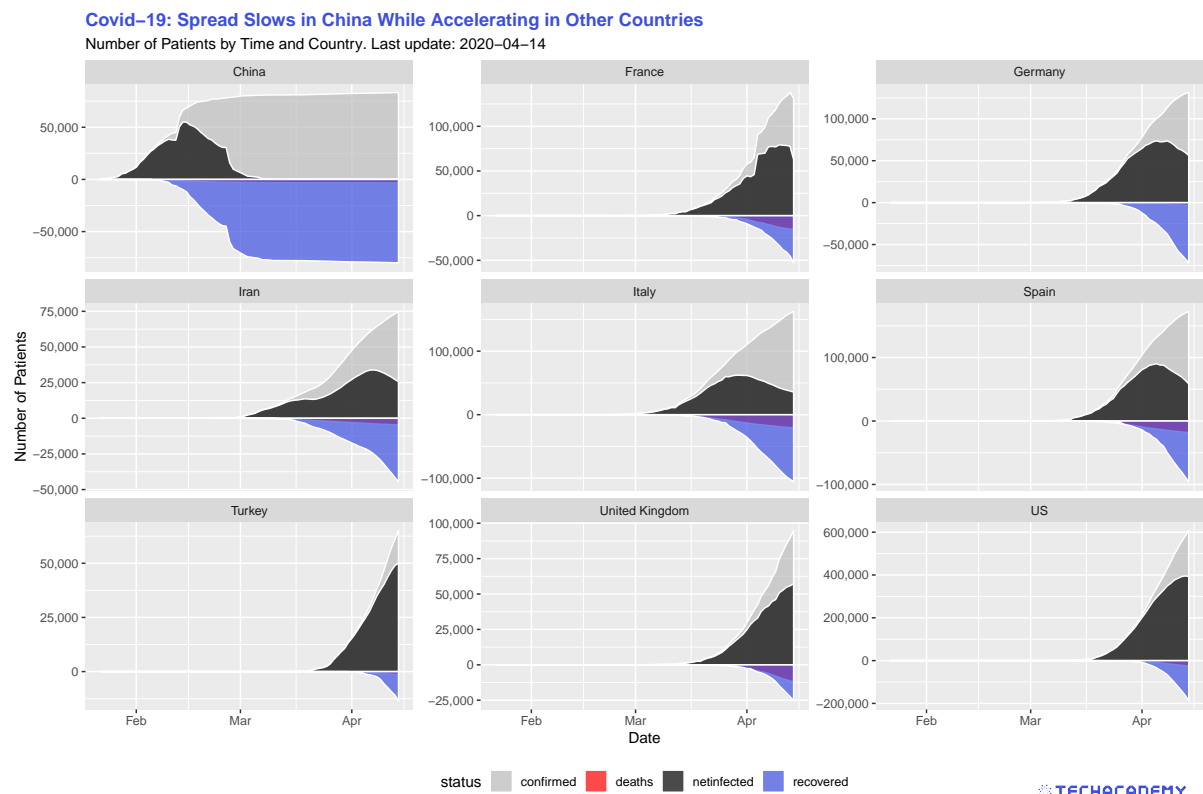 Covid–19: Spread Slows in China While Accelerating in Other Countries
Number of Patients by Time and Country. Last update: 2020–04–14
China
France
Germany
50,000
0
−50,000
100,000
50,000
0
−50,000
100,000
50,000
0
−50,000
Iran
Italy
Spain
75,000
50,000
25,000
0
−25,000
−50,000
100,000
0
−100,000
100,000
0
−100,000
Turkey
United Kingdom
US
50,000
25,000
0
100,000
75,000
50,000
25,000
0
−25,000
600,000
400,000
200,000
0
−200,000
Feb Mar Apr
Feb Mar Apr
Feb Mar Apr
Number of Patients
Date
status confirmed deaths netinfected recovered
TECHACADEMY